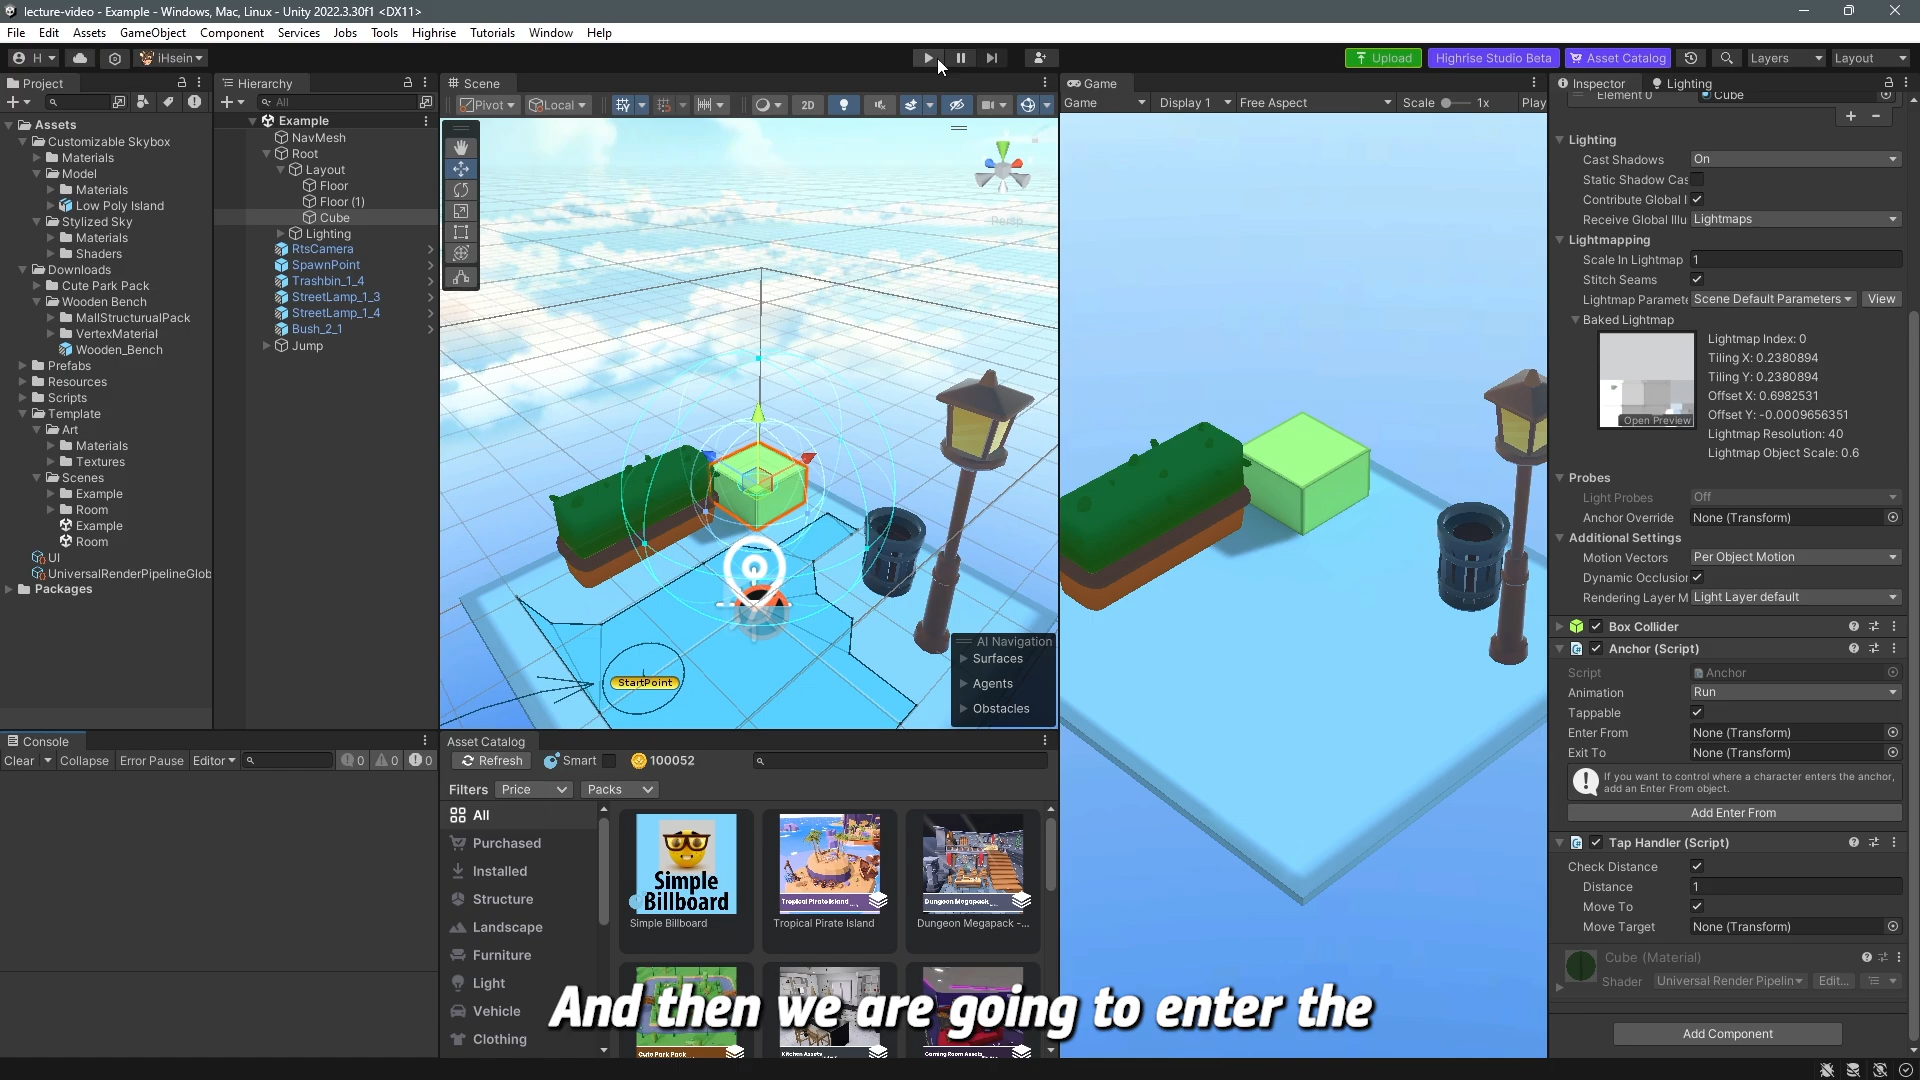 lecture-video - Example - Windows, Mac, Linux - Unity 2022.3.30f1 <DX11>
File Edit Assets GameObject Component Services Jobs Tools Highrise Tutorials Window Help
H iHsein Upload Highrise Studio Beta Asset Catalog Layers Layout
Project
Assets
Customizable Skybox
Materials
Model
Materials
Low Poly Island
Stylized Sky
Materials
Shaders
Downloads
Cute Park Pack
Wooden Bench
MallStructurualPack
VertexMaterial
Wooden_Bench
Prefabs
Resources
Scripts
Template
Art
Materials
Textures
Scenes
Example
Room
Example
Room
UI
UniversalRenderPipelineGlob
Packages
Hierarchy
All
Example
NavMesh
Root
Layout
Floor
Floor (1)
Cube
Lighting
RtsCamera
SpawnPoint
Trashbin_1_4
StreetLamp_1_3
StreetLamp_1_4
Bush_2_1
Jump
Scene
Pivot Local 2D
Persp
StartPoint
AI Navigation
Surfaces
Agents
Obstacles
Game
Game Display 1 Free Aspect Scale 1x Play
Inspector Lighting
Element 0 Cube
Lighting
Cast Shadows On
Static Shadow Cas
Contribute Global I
Receive Global Illu Lightmaps
Lightmapping
Scale In Lightmap 1
Stitch Seams
Lightmap Paramete Scene Default Parameters View
Baked Lightmap
Open Preview
Lightmap Index: 0
Tiling X: 0.2380894
Tiling Y: 0.2380894
Offset X: 0.6982531
Offset Y: -0.0009656351
Lightmap Resolution: 40
Lightmap Object Scale: 0.6
Probes
Light Probes Off
Anchor Override None (Transform)
Additional Settings
Motion Vectors Per Object Motion
Dynamic Occlusion
Rendering Layer M Light Layer default
Box Collider
Anchor (Script)
Script Anchor
Animation Run
Tappable
Enter From None (Transform)
Exit To None (Transform)
If you want to control where a character enters the anchor,
add an Enter From object.
Add Enter From
Tap Handler (Script)
Check Distance
Distance 1
Move To
Move Target None (Transform)
Cube (Material)
Shader Universal Render Pipelin Edit...
Add Component
Console
Clear Collapse Error Pause Editor 0 0 0
Asset Catalog
Refresh Smart 100052
Filters Price Packs
All
Purchased
Installed
Structure
Landscape
Furniture
Light
Vehicle
Clothing
Simple
Billboard
Simple Billboard
Tropical Pirate Island
Tropical Pirate Island
Dungeon Megapack
Dungeon Megapack -...
Cute Park Pack
Kitchen Assets
Gaming Room Assets
And then we are going to enter the